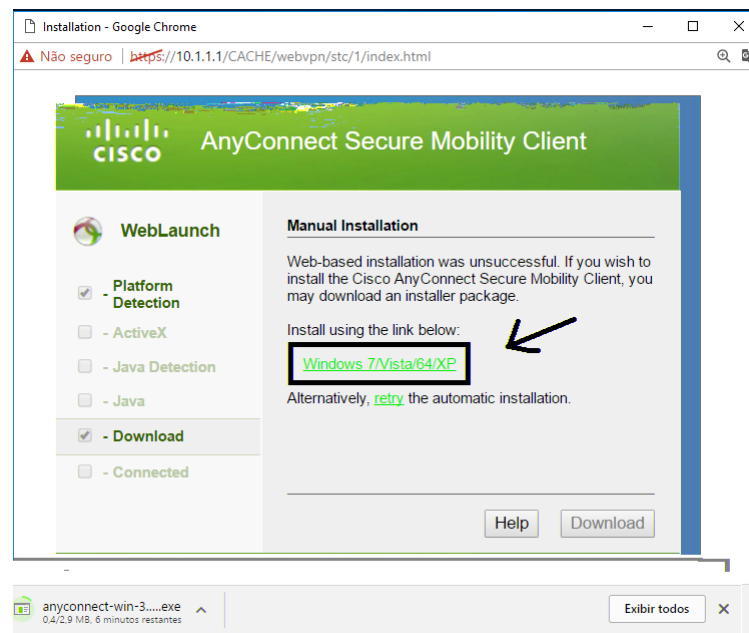 Installation - Google Chrome
Não seguro | https://10.1.1.1/CACHE/webvpn/stc/1/index.html
CISCO
AnyConnect Secure Mobility Client
WebLaunch
- Platform
Detection
- ActiveX
- Java Detection
- Java
- Download
- Connected
Manual Installation
Web-based installation was unsuccessful. If you wish to
install the Cisco AnyConnect Secure Mobility Client, you
may download an installer package.
Install using the link below:
Windows 7/Vista/64/XP
Alternatively, retry the automatic installation.
Help
Download
anyconnect-win-3.....exe
0,4/2,9 MB, 6 minutos restantes
Exibir todos